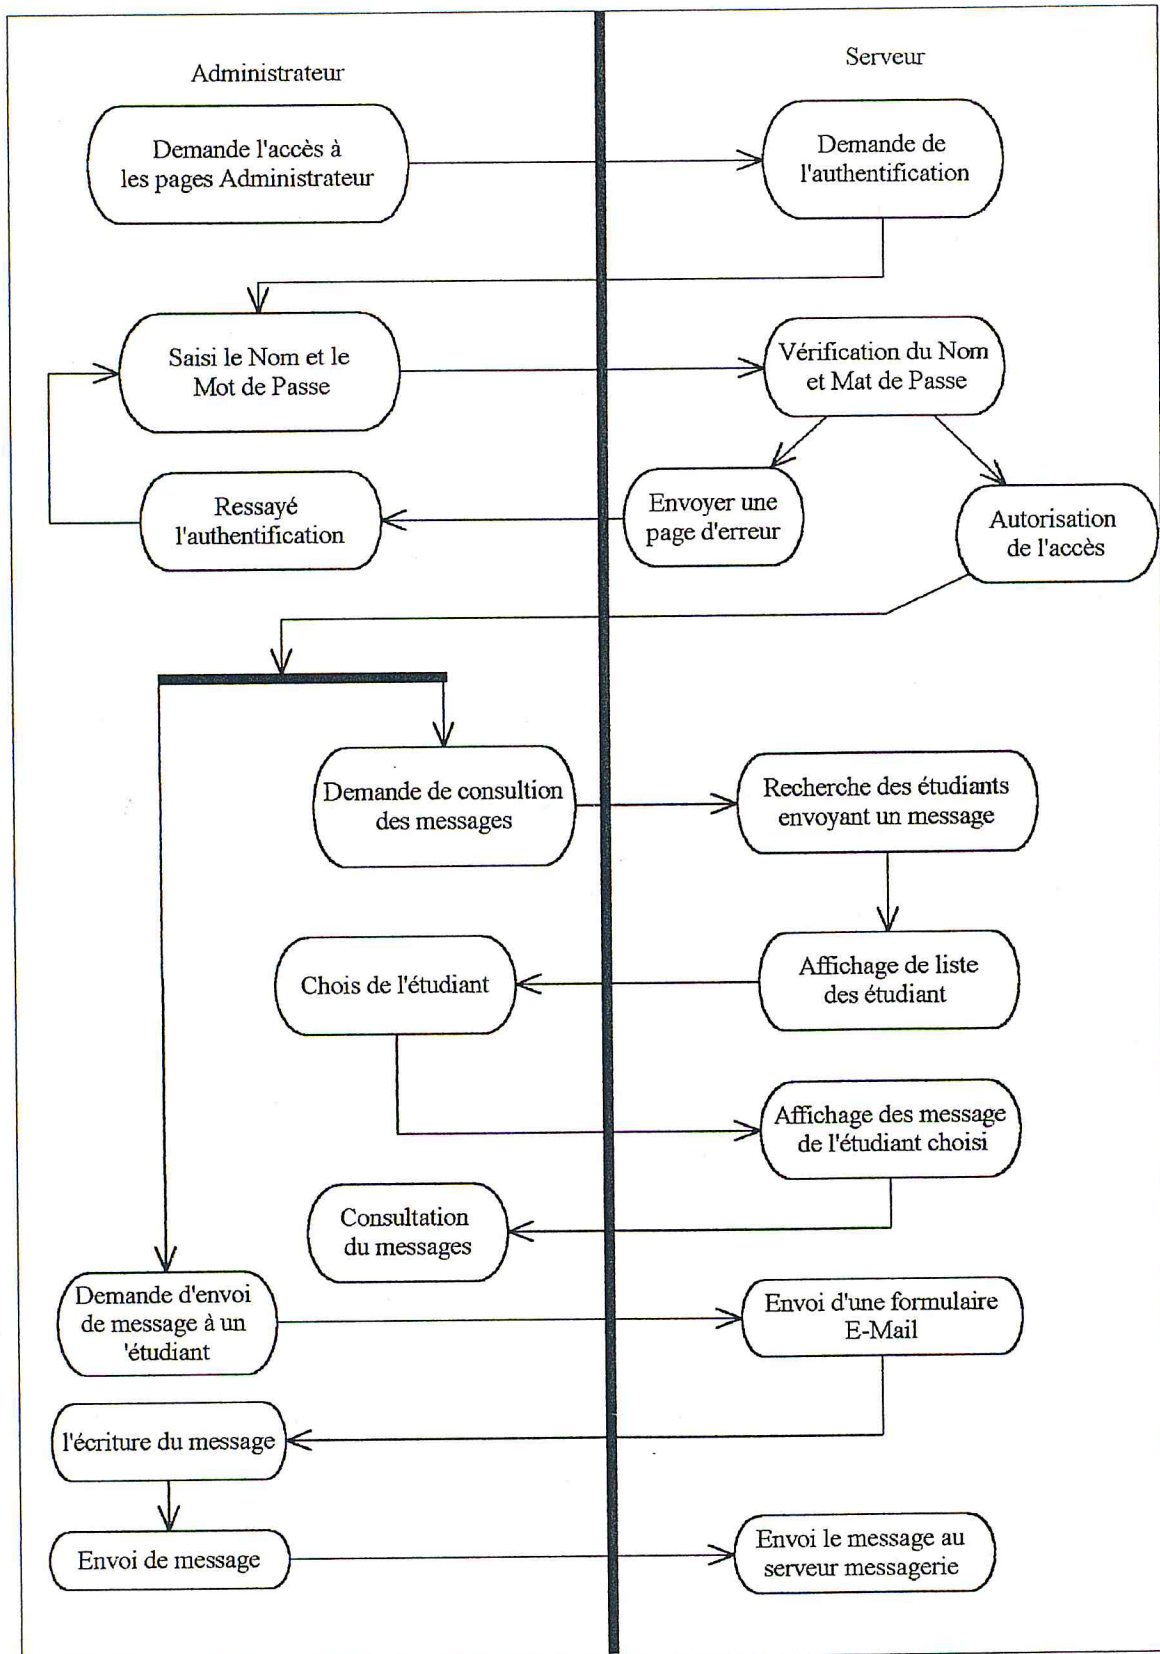 Administrateur
Serveur
Demande l'accès à
les pages Administrateur
Demande de
l'authentification
Saisi le Nom et le
Mot de Passe
Vérification du Nom
et Mat de Passe
Ressayé
l'authentification
Envoyer une
page d'erreur
Autorisation
de l'accès
Demande de consultion
des messages
Recherche des étudiants
envoyant un message
Chois de l'étudiant
Affichage de liste
des étudiant
Affichage des message
de l'étudiant choisi
Consultation
du messages
Demande d'envoi
de message à un
'étudiant
Envoi d'une formulaire
E-Mail
l'écriture du message
Envoi de message
Envoi le message au
serveur messagerie